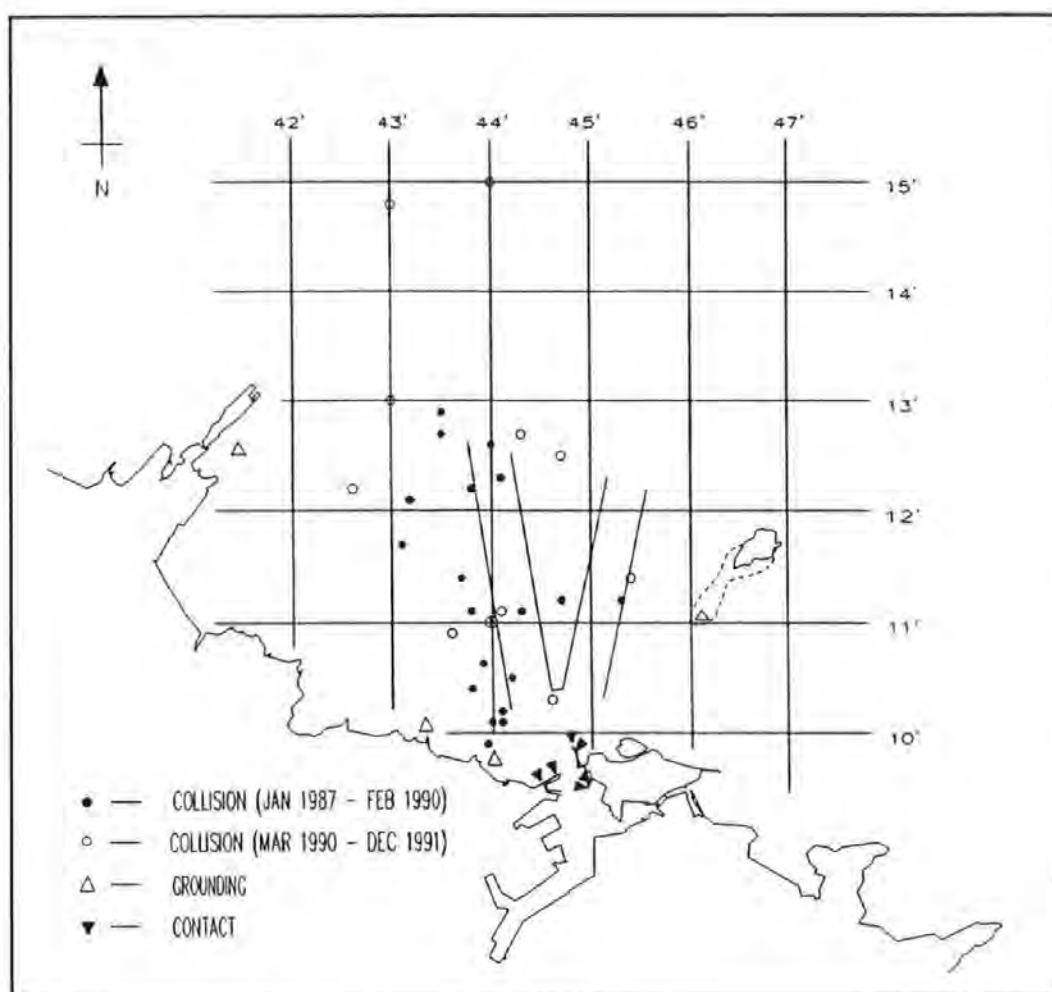 42' 43' 44' 45' 46' 47'
N
15'
14'
13'
12'
11'
10'
COLLISION (JAN 1987 - FEB 1990)
COLLISION (MAR 1990 - DEC 1991)
GROUNDING
CONTACT